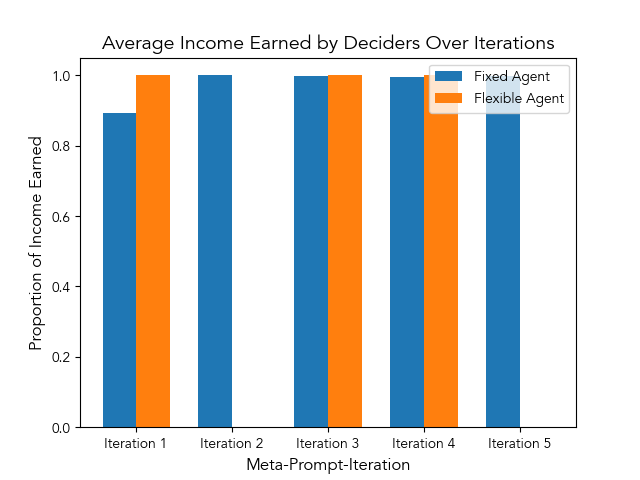 Average Income Earned by Deciders Over Iterations
Fixed Agent
Flexible Agent
Proportion of Income Earned
1.0
0.8
0.6
0.4
0.2
0.0
Iteration 1
Iteration 2
Iteration 3
Iteration 4
Iteration 5
Meta-Prompt-Iteration